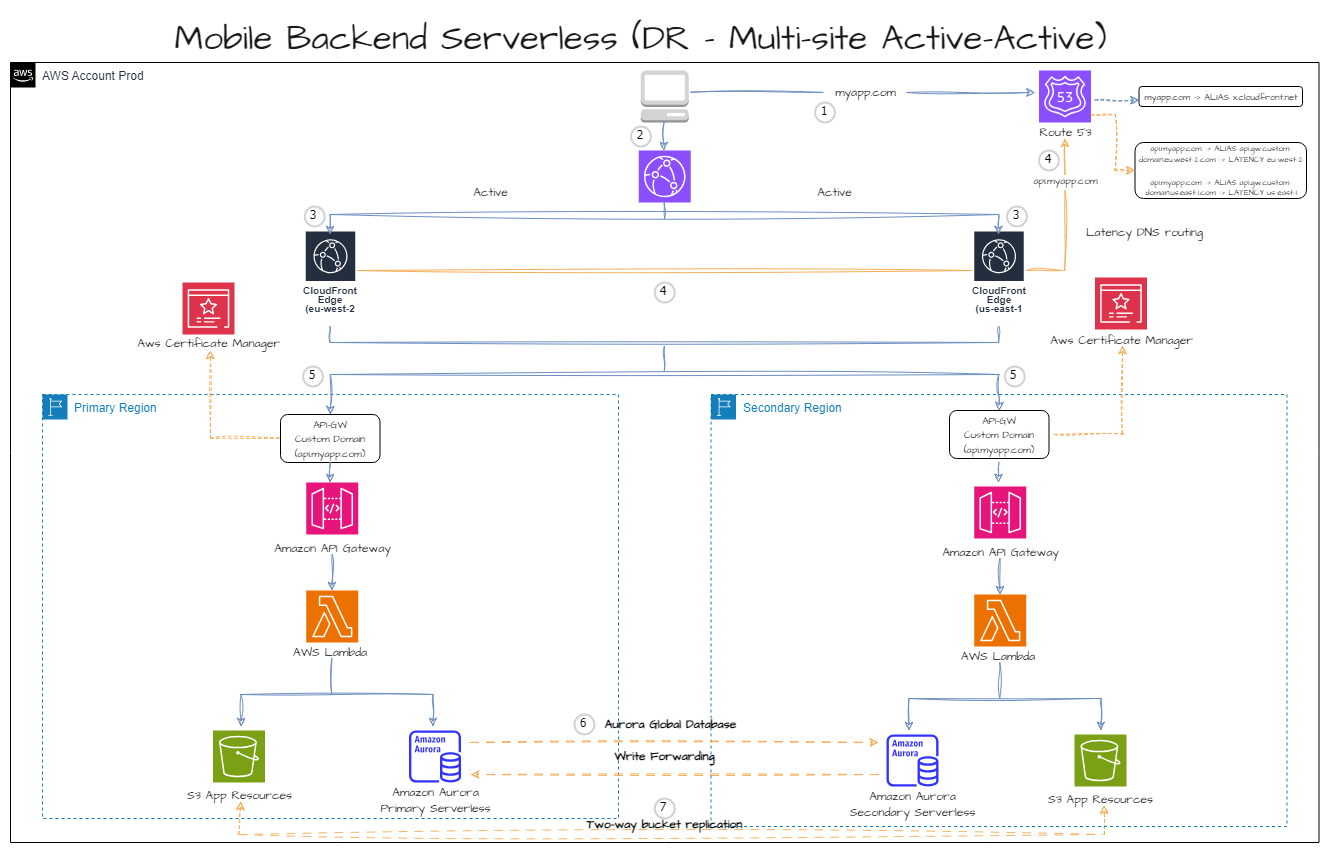 Mobile Backend Serverless (DR - Multi-site Active-Active)
aws
AWS Account Prod
myapp.com
1
53
Route 53
myapp.com -> ALIAS x.cloudfront.net
2
4
api.myapp.com
api.myapp.com -> ALIAS api.gw.custom-
domain.eu.west-2.com -> LATENCY eu-west-2
api.myapp.com -> ALIAS api.gw.custom-
domain.us.east-1.com -> LATENCY us-east-1
Active
Active
3
3
Latency DNS routing
CloudFront
Edge
(eu-west-2
4
CloudFront
Edge
(us-east-1
Aws Certificate Manager
Aws Certificate Manager
5
5
Primary Region
Secondary Region
API-GW
Custom Domain
(api.myapp.com)
API-GW
Custom Domain
(api.myapp.com)
Amazon API Gateway
Amazon API Gateway
AWS Lambda
AWS Lambda
6
Aurora Global Database
Write Forwarding
Amazon
Aurora
Amazon
Aurora
S3 App Resources
Amazon Aurora
Primary Serverless
Amazon Aurora
Secondary Serverless
S3 App Resources
7
Two-way bucket replication